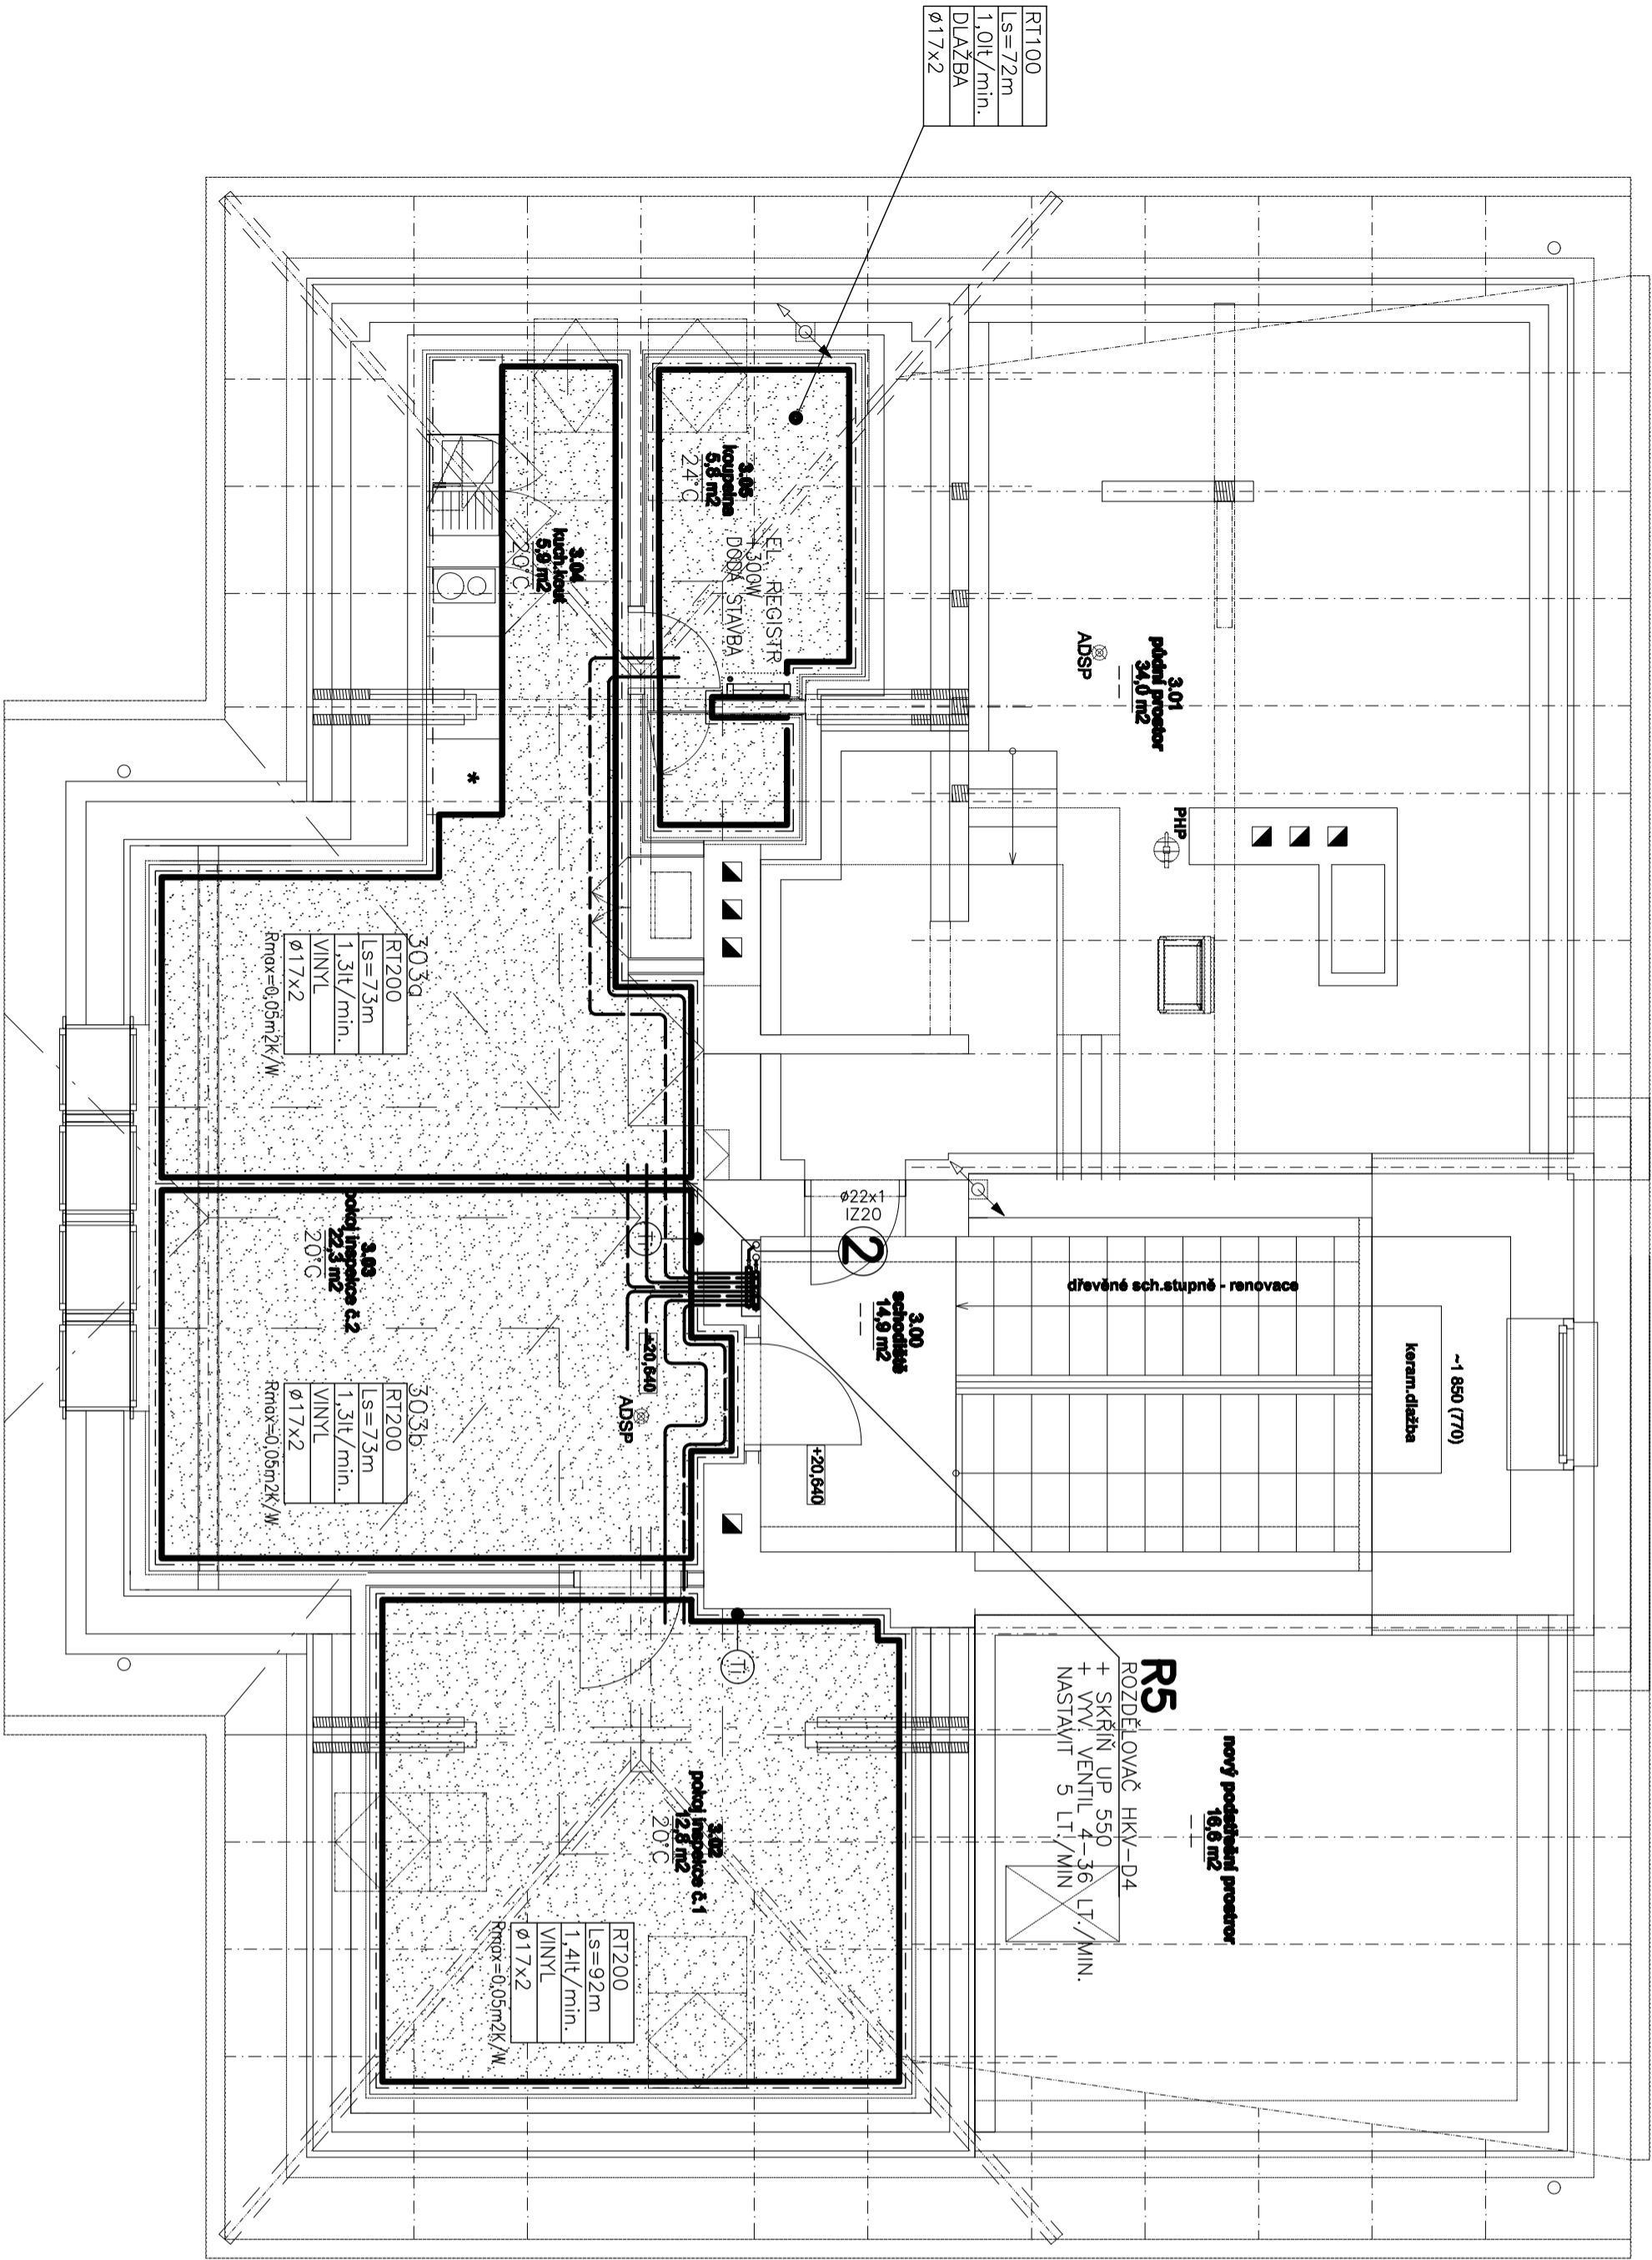 RT100
Ls=72m
1,0lt/min.
DLAŽBA
ø17x2
3.05
koupelna
5,8 m2
24°C
EL. REGISTR
+300W
DODÁ STAVBA
3.04
kuch.kout
5,9 m2
20°C
3.01
půdní prostor
34,0 m2
ADSP
PHP
*
303a
RT200
Ls=73m
1,3lt/min.
VINYL
ø17x2
Rmax=0,05m2K/W
ø22x1
IZ20
2
3.00
schodiště
14,9 m2
dřevěné sch.stupně - renovace
keram.dlažba
~1 850 (770)
3.03
pokoj inspekce č.2
22,3 m2
20°C
+20,640
+20,640
ADSP
303b
RT200
Ls=73m
1,3lt/min.
VINYL
ø17x2
Rmax=0,05m2K/W
R5
ROZDĚLOVAČ HKV-D4
+ SKŘÍŇ UP 550
+ VYV. VENTIL 4-36 LT./MIN.
NASTAVIT 5 LT/MIN
nový podstřešní prostror
16,6 m2
3.02
pokoj inspekce č.1
12,8 m2
20°C
RT200
Ls=92m
1,4lt/min.
VINYL
ø17x2
Rmax=0,05m2K/W